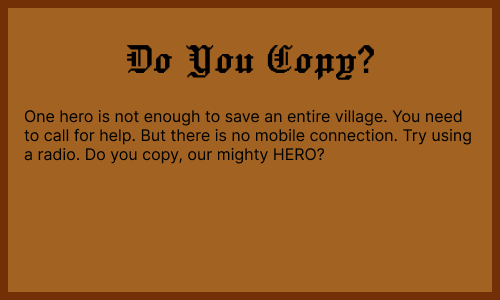 Do You Copy?
One hero is not enough to save an entire village. You need
to call for help. But there is no mobile connection. Try using
a radio. Do you copy, our mighty HERO?